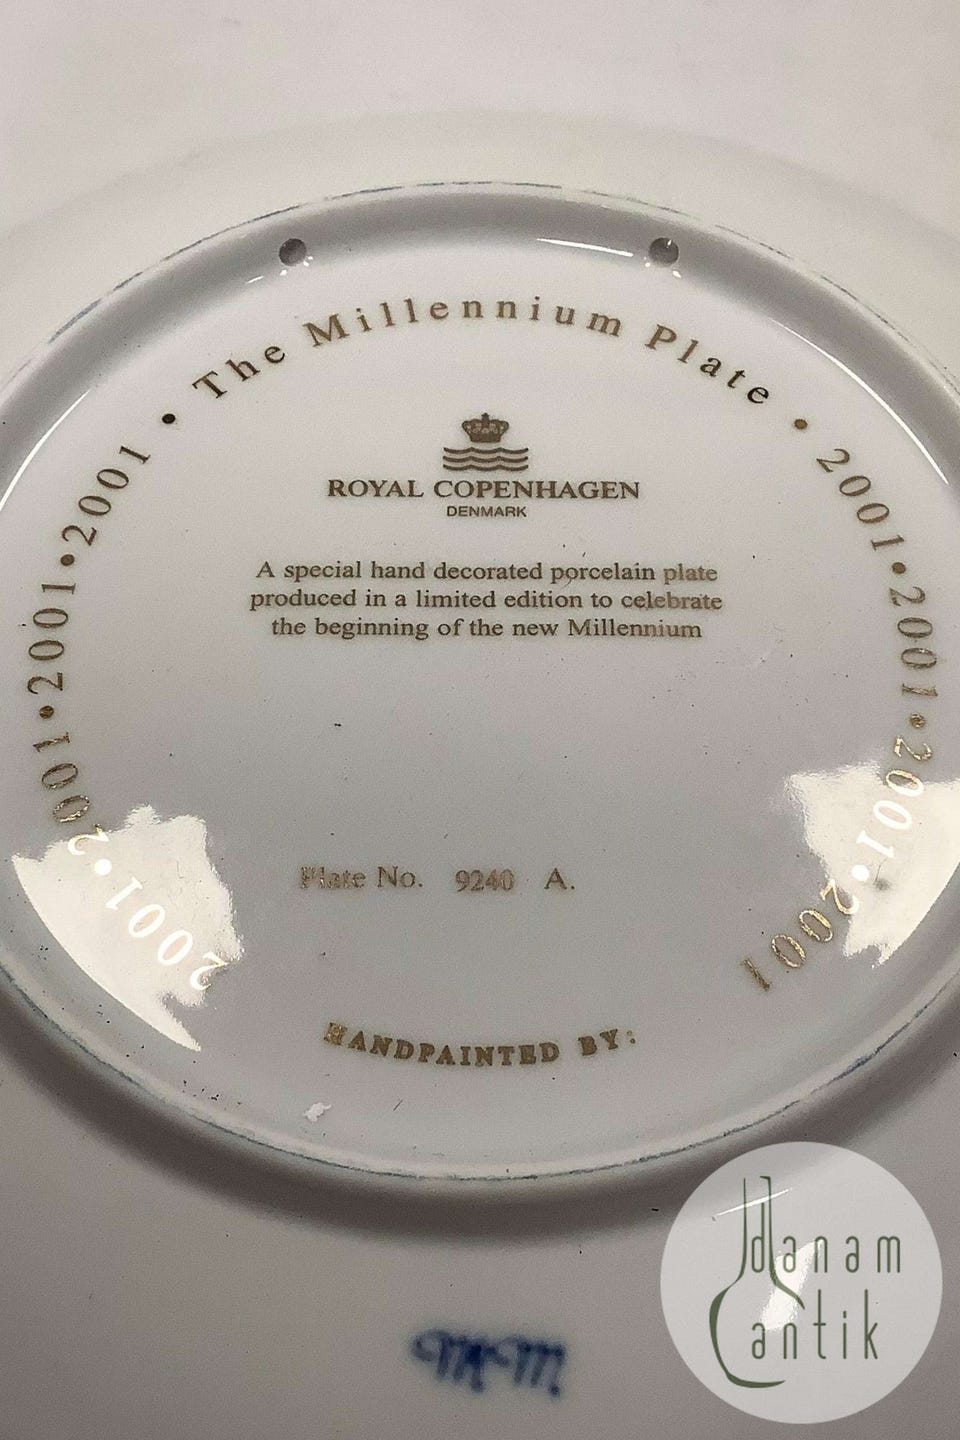 The Millennium Plate
• 2001 • 2001 • 2001 • 2001
2001 • 2001 • 2001 • 2001 •
ROYAL COPENHAGEN
DENMARK
A special hand decorated porcelain plate
produced in a limited edition to celebrate
the beginning of the new Millennium
Plate No. 9240 A.
HANDPAINTED BY:
danam
antik